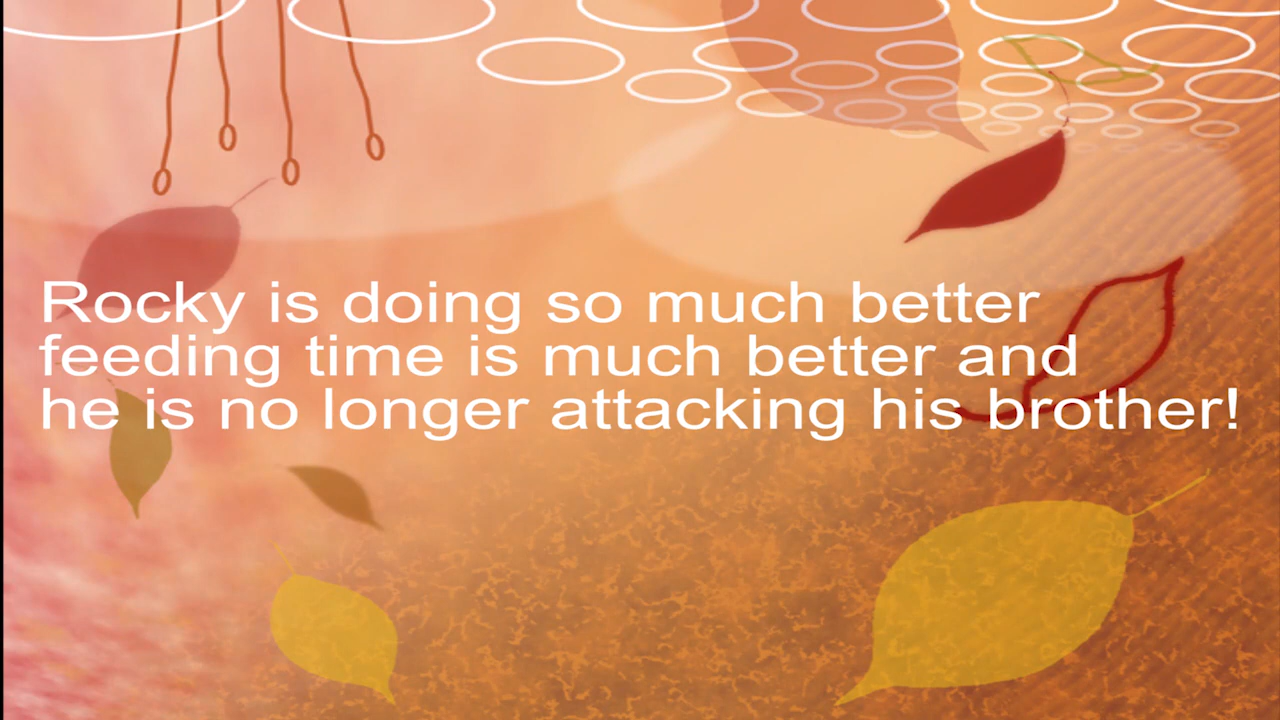 Rocky is doing so much better
feeding time is much better and
he is no longer attacking his brother!